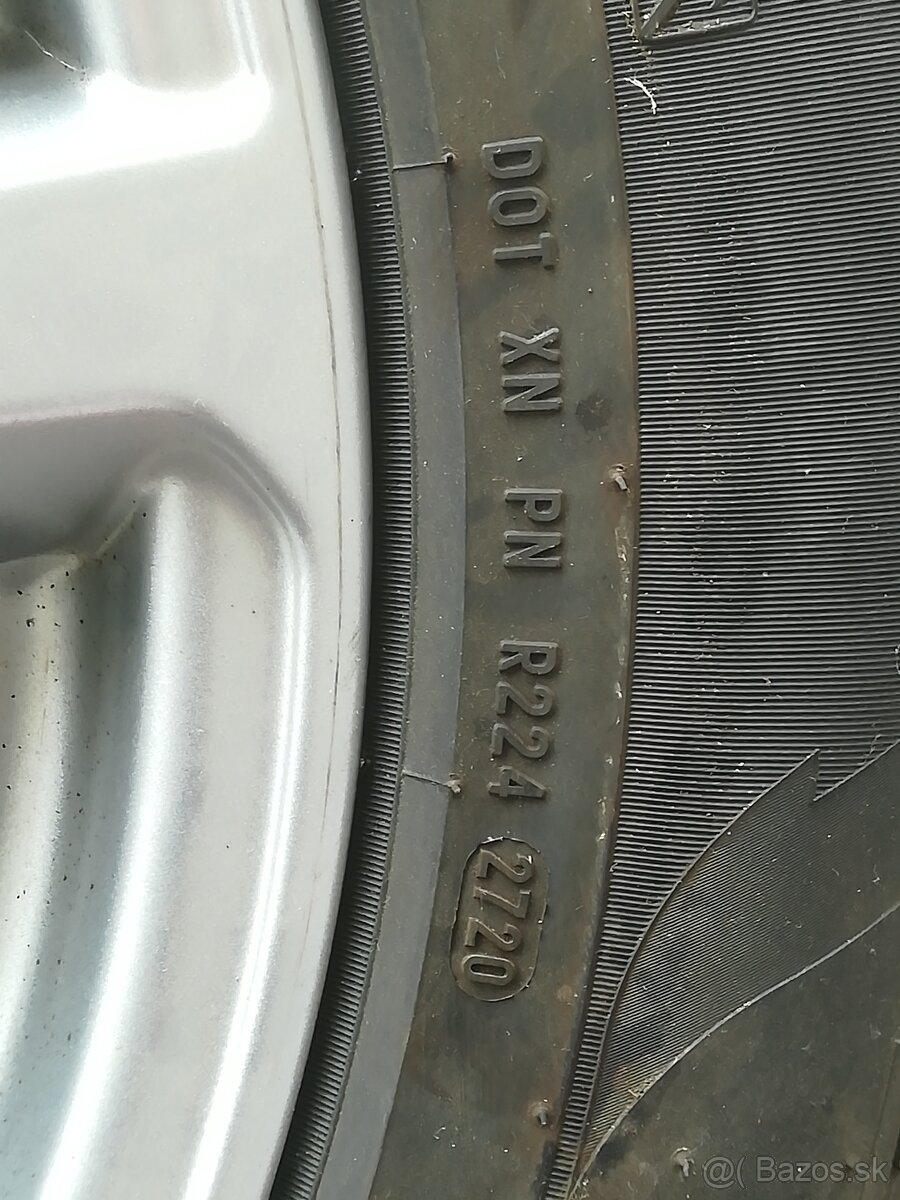 DOT XN PN R224 2720
@( Bazos.sk